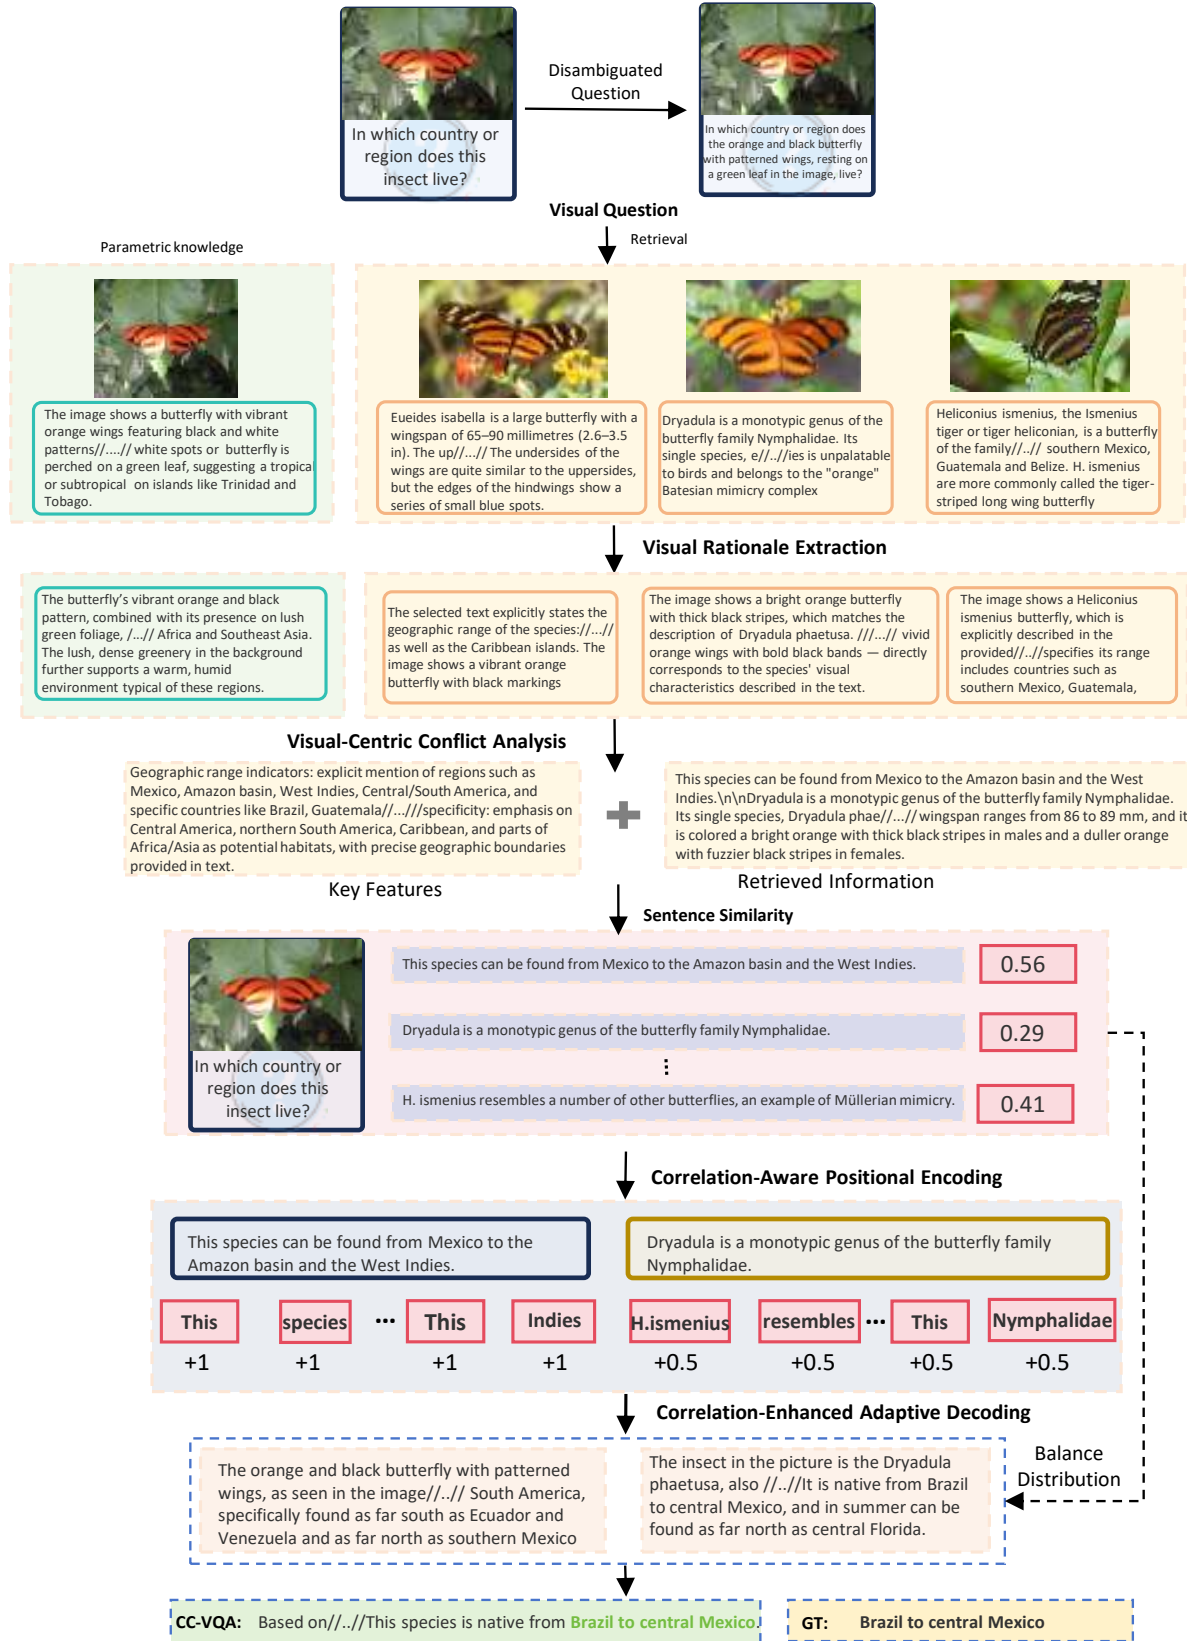 In which country or
region does this
insect live?
Disambiguated
Question
In which country or region does
the orange and black butterfly
with patterned wings, resting on
a green leaf in the image, live?
Visual Question
Retrieval
Parametric knowledge
The image shows a butterfly with vibrant
orange wings featuring black and white
patterns//....// white spots or butterfly is
perched on a green leaf, suggesting a tropical
or subtropical on islands like Trinidad and
Tobago.
Eueides isabella is a large butterfly with a
wingspan of 65–90 millimetres (2.6–3.5
in). The up//...// The undersides of the
wings are quite similar to the uppersides,
but the edges of the hindwings show a
series of small blue spots.
Dryadula is a monotypic genus of the
butterfly family Nymphalidae. Its
single species, e//..//ies is unpalatable
to birds and belongs to the "orange"
Batesian mimicry complex
Heliconius ismenius, the Ismenius
tiger or tiger heliconian, is a butterfly
of the family//..// southern Mexico,
Guatemala and Belize. H. ismenius
are more commonly called the tiger-
striped long wing butterfly
Visual Rationale Extraction
The butterfly's vibrant orange and black
pattern, combined with its presence on lush
green foliage, /...// Africa and Southeast Asia.
The lush, dense greenery in the background
further supports a warm, humid
environment typical of these regions.
The selected text explicitly states the
geographic range of the species://...//
as well as the Caribbean islands. The
image shows a vibrant orange
butterfly with black markings
The image shows a bright orange butterfly
with thick black stripes, which matches the
description of Dryadula phaetusa. ///...// vivid
orange wings with bold black bands — directly
corresponds to the species' visual
characteristics described in the text.
The image shows a Heliconius
ismenius butterfly, which is
explicitly described in the
provided//..//specifies its range
includes countries such as
southern Mexico, Guatemala,
Visual-Centric Conflict Analysis
Geographic range indicators: explicit mention of regions such as
Mexico, Amazon basin, West Indies, Central/South America, and
specific countries like Brazil, Guatemala//...///specificity: emphasis on
Central America, northern South America, Caribbean, and parts of
Africa/Asia as potential habitats, with precise geographic boundaries
provided in text.
Key Features
This species can be found from Mexico to the Amazon basin and the West
Indies.\n\nDryadula is a monotypic genus of the butterfly family Nymphalidae.
Its single species, Dryadula phae//...// wingspan ranges from 86 to 89 mm, and it
is colored a bright orange with thick black stripes in males and a duller orange
with fuzzier black stripes in females.
Retrieved Information
Sentence Similarity
In which country or
region does this
insect live?
This species can be found from Mexico to the Amazon basin and the West Indies.
0.56
Dryadula is a monotypic genus of the butterfly family Nymphalidae.
0.29
⋮
H. ismenius resembles a number of other butterflies, an example of Müllerian mimicry.
0.41
Correlation-Aware Positional Encoding
This species can be found from Mexico to the
Amazon basin and the West Indies.
Dryadula is a monotypic genus of the butterfly family
Nymphalidae.
This species ... This Indies H.ismenius resembles ... This Nymphalidae
+1 +1 +1 +1 +0.5 +0.5 +0.5 +0.5
Correlation-Enhanced Adaptive Decoding
Balance
Distribution
The orange and black butterfly with patterned
wings, as seen in the image//..// South America,
specifically found as far south as Ecuador and
Venezuela and as far north as southern Mexico
The insect in the picture is the Dryadula
phaetusa, also //..//It is native from Brazil
to central Mexico, and in summer can be
found as far north as central Florida.
CC-VQA: Based on//..//This species is native from Brazil to central Mexico.
GT: Brazil to central Mexico